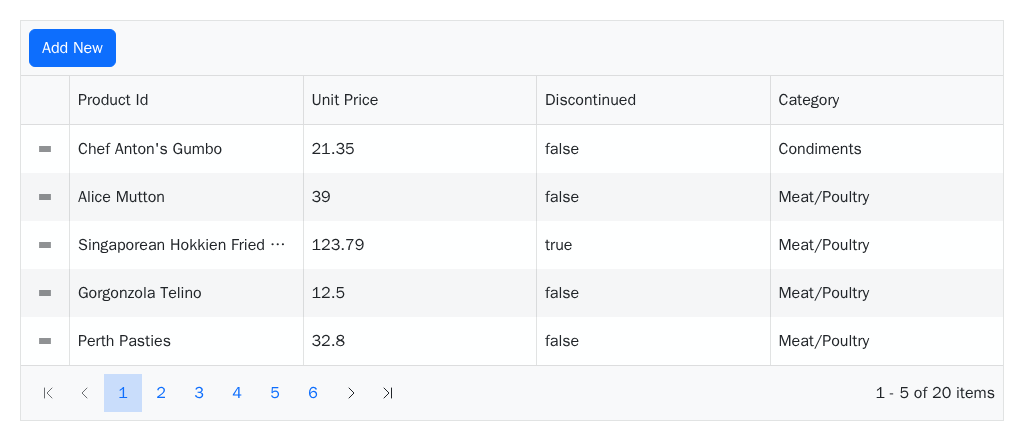 Add New
Product Id Unit Price Discontinued Category
Chef Anton's Gumbo 21.35 false Condiments
Alice Mutton 39 false Meat/Poultry
Singaporean Hokkien Fried … 123.79 true Meat/Poultry
Gorgonzola Telino 12.5 false Meat/Poultry
Perth Pasties 32.8 false Meat/Poultry
1 2 3 4 5 6 1 - 5 of 20 items